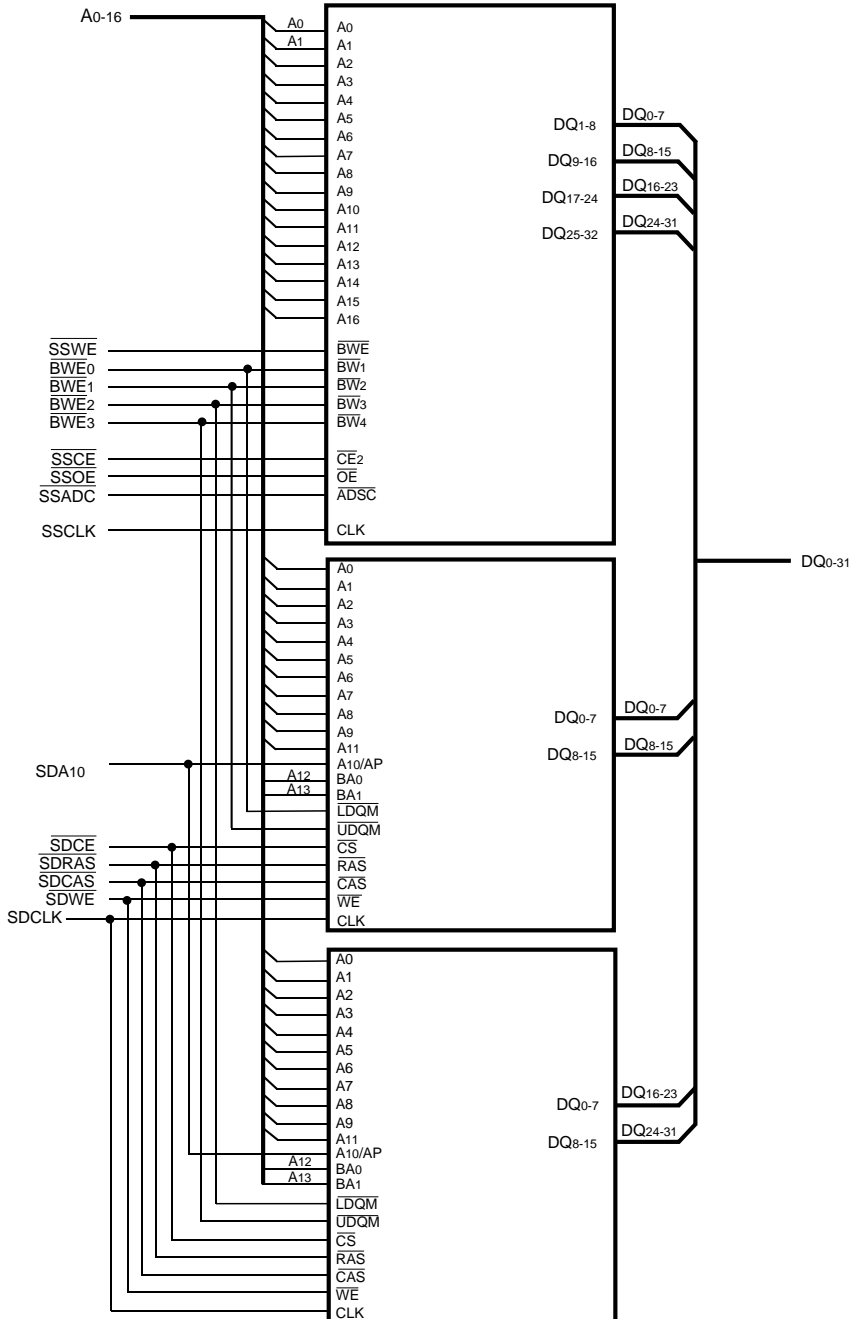 A0-16
A0
A1
A0
A1
A2
A3
A4
A5
A6
A7
A8
A9
A10
A11
A12
A13
A14
A15
A16
DQ1-8
DQ9-16
DQ17-24
DQ25-32
DQ0-7
DQ8-15
DQ16-23
DQ24-31
SSWE
BWE0
BWE1
BWE2
BWE3
BWE
BW1
BW2
BW3
BW4
SSCE
SSOE
SSADC
CE2
OE
ADSC
SSCLK
CLK
DQ0-31
A0
A1
A2
A3
A4
A5
A6
A7
A8
A9
A11
A10/AP
BA0
BA1
LDQM
UDQM
CS
RAS
CAS
WE
CLK
DQ0-7
DQ8-15
DQ0-7
DQ8-15
SDA10
A12
A13
SDCE
SDRAS
SDCAS
SDWE
SDCLK
A0
A1
A2
A3
A4
A5
A6
A7
A8
A9
A11
A10/AP
BA0
BA1
LDQM
UDQM
CS
RAS
CAS
WE
CLK
A12
A13
DQ0-7
DQ8-15
DQ16-23
DQ24-31